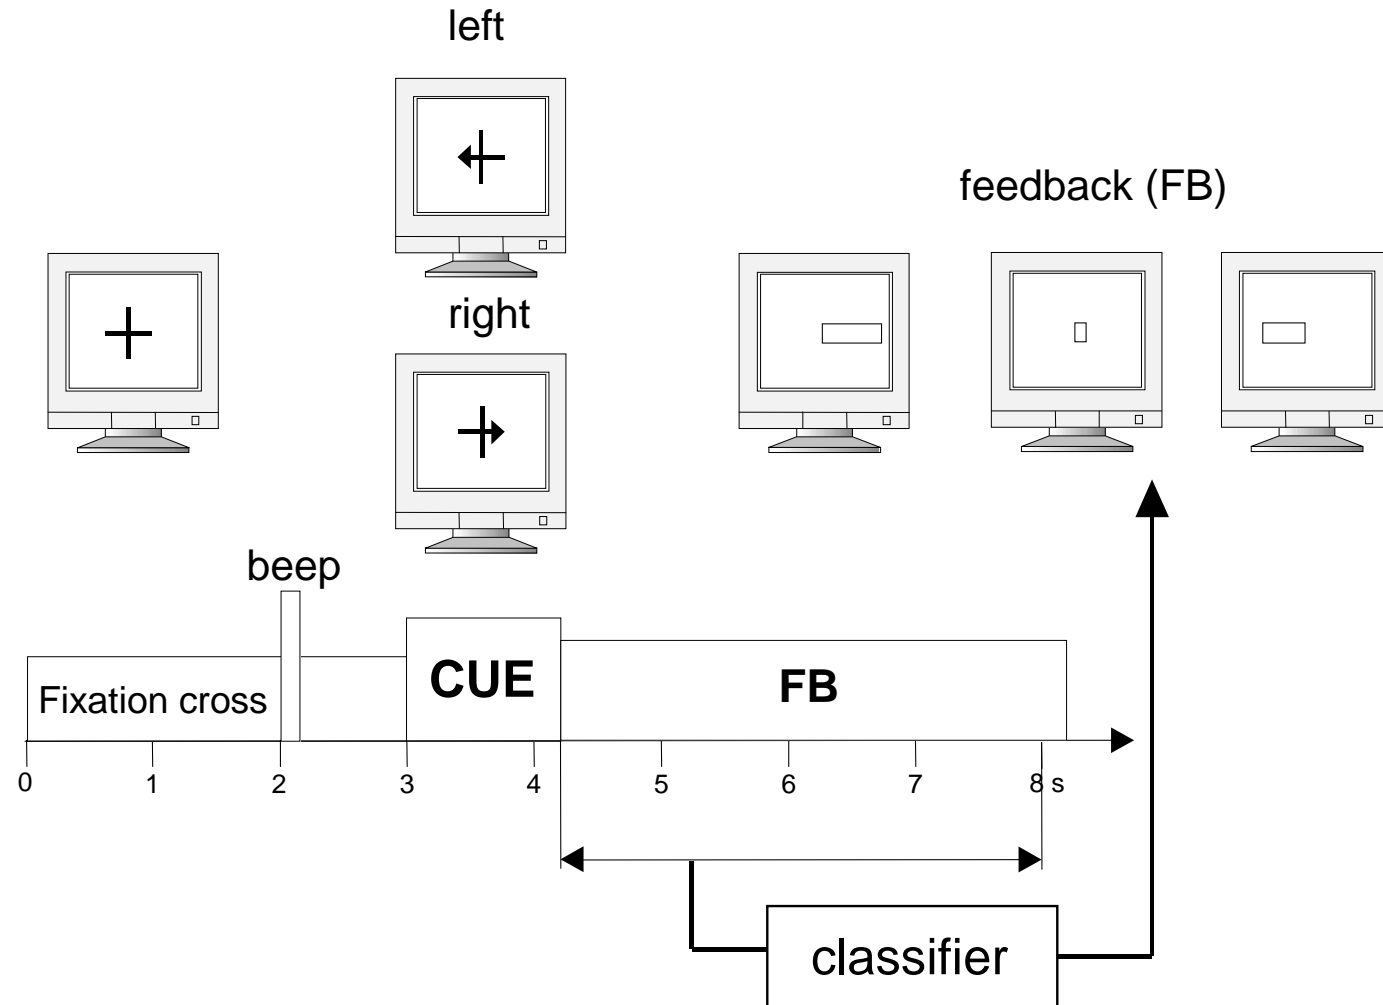 left
feedback (FB)
right
beep
Fixation cross
CUE
FB
0 1 2 3 4 5 6 7 8 s
classifier